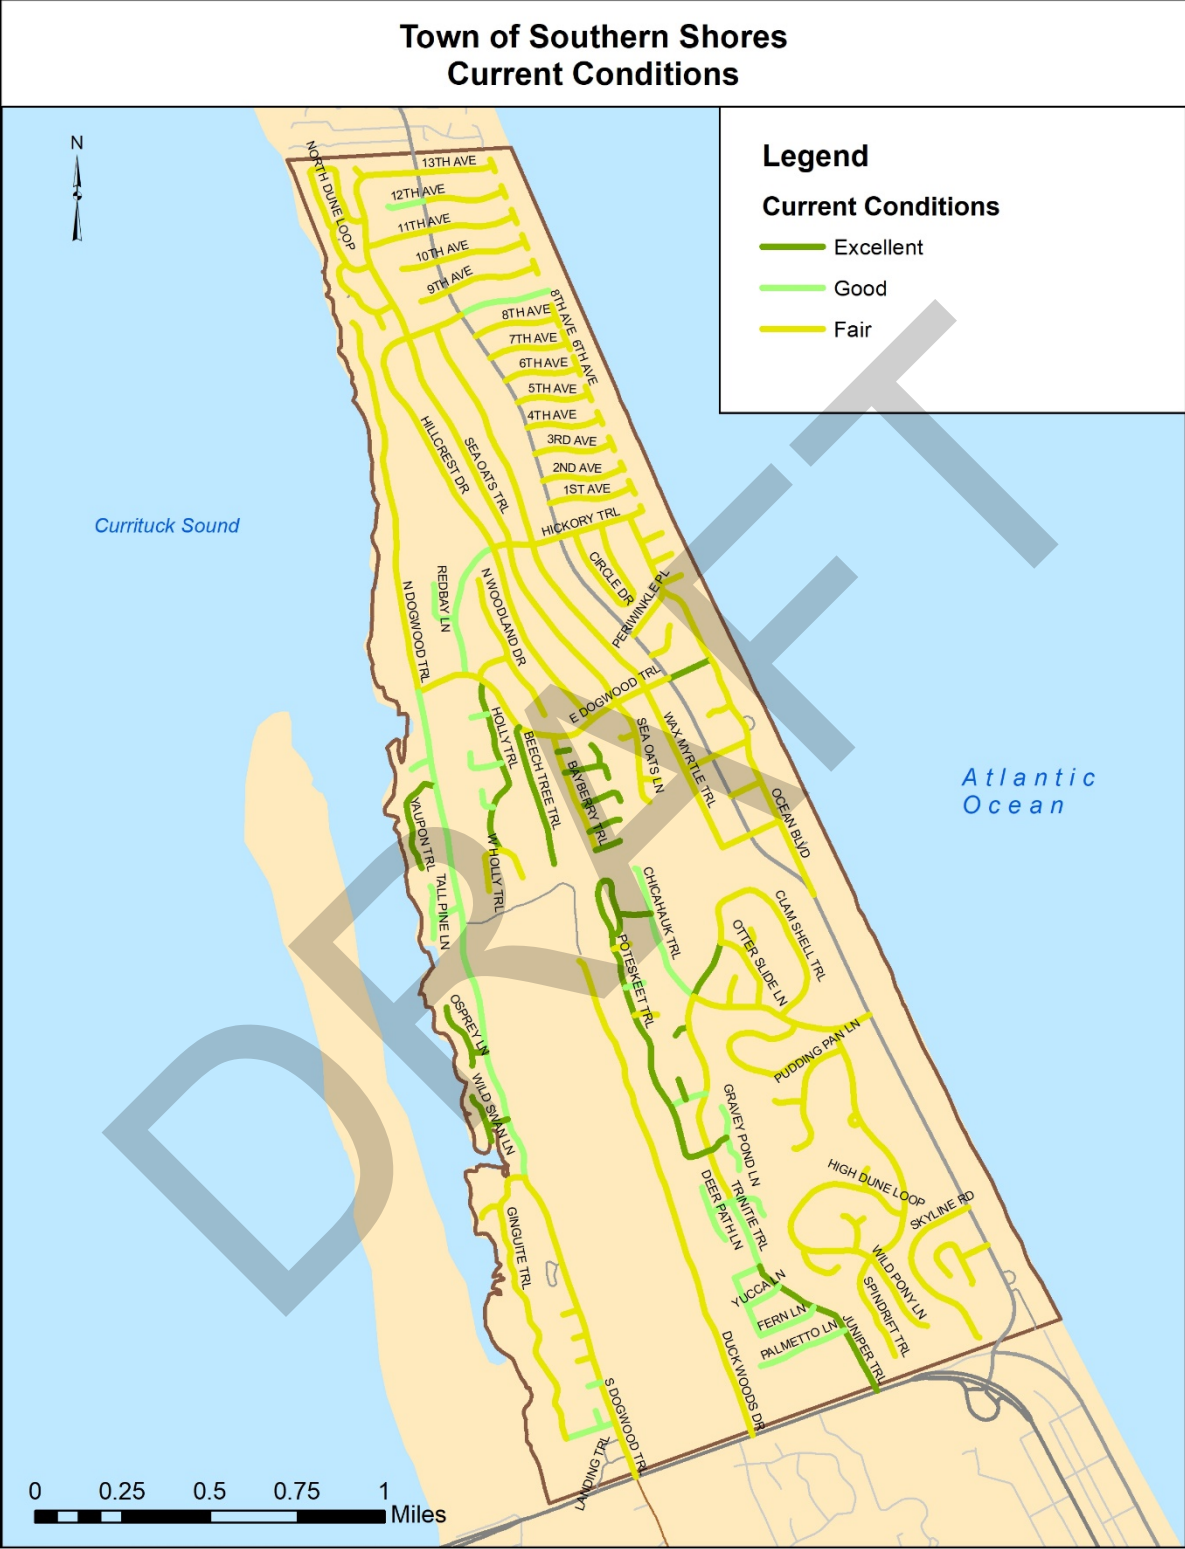 Town of Southern Shores
Current Conditions
N
Legend
Current Conditions
Excellent
Good
Fair
NORTH DUNE LOOP
13TH AVE
12TH AVE
11TH AVE
10TH AVE
9TH AVE
8TH AVE
8TH AVE
7TH AVE
6TH AVE
6TH AVE
5TH AVE
4TH AVE
3RD AVE
2ND AVE
1ST AVE
HICKORY TRL
HILLCREST DR
SEA OATS TRL
Currituck Sound
CIRCLE DR
PERIWINKLE PL
REDBAY LN
N WOODLAND DR
N DOGWOOD TRL
E DOGWOOD TRL
HOLLY TRL
BEECH TREE TRL
BAYBERRY TRL
SEA OATS LN
WAX MYRTLE TRL
OCEAN BLVD
Atlantic
Ocean
YAUPON TRL
W HOLLY TRL
TALL PINE LN
CHICAHAUK TRL
POTESKEET TRL
OTTER SLIDE LN
CLAM SHELL TRL
OSPREY LN
PUDDING PAN LN
WILD SWAN LN
GRAVEY POND LN
DEER PATH LN
TRINITIE TRL
HIGH DUNE LOOP
SKYLINE RD
GINGUITE TRL
WILD PONY LN
SPINDRIFT TRL
YUCCA LN
FERN LN
PALMETTO LN
JUNIPER TRL
DUCK WOODS DR
S DOGWOOD TRL
LANDING TRL
DRAFT
0 0.25 0.5 0.75 1
Miles